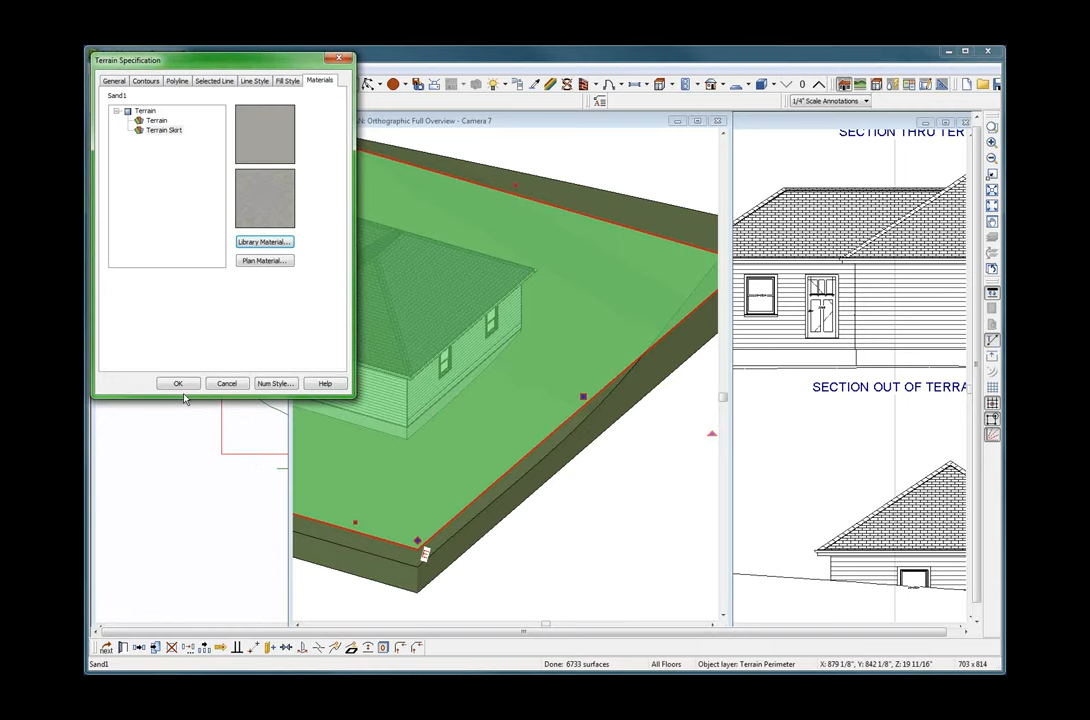 Terrain Specification
General Contours Polyline Selected Line Line Style Fill Style Materials
Sand1
Terrain
Terrain
Terrain Skirt
Library Material...
Plan Material...
OK Cancel Num Style... Help
0
1/4" Scale Annotations
AN: Orthographic Full Overview - Camera 7
SECTION THRU TER
SECTION OUT OF TERRA
next
Sand1 Done: 6733 surfaces All Floors Object layer: Terrain Perimeter X: 879 1/8", Y: 842 1/8", Z: 19 11/16" 703 x 814